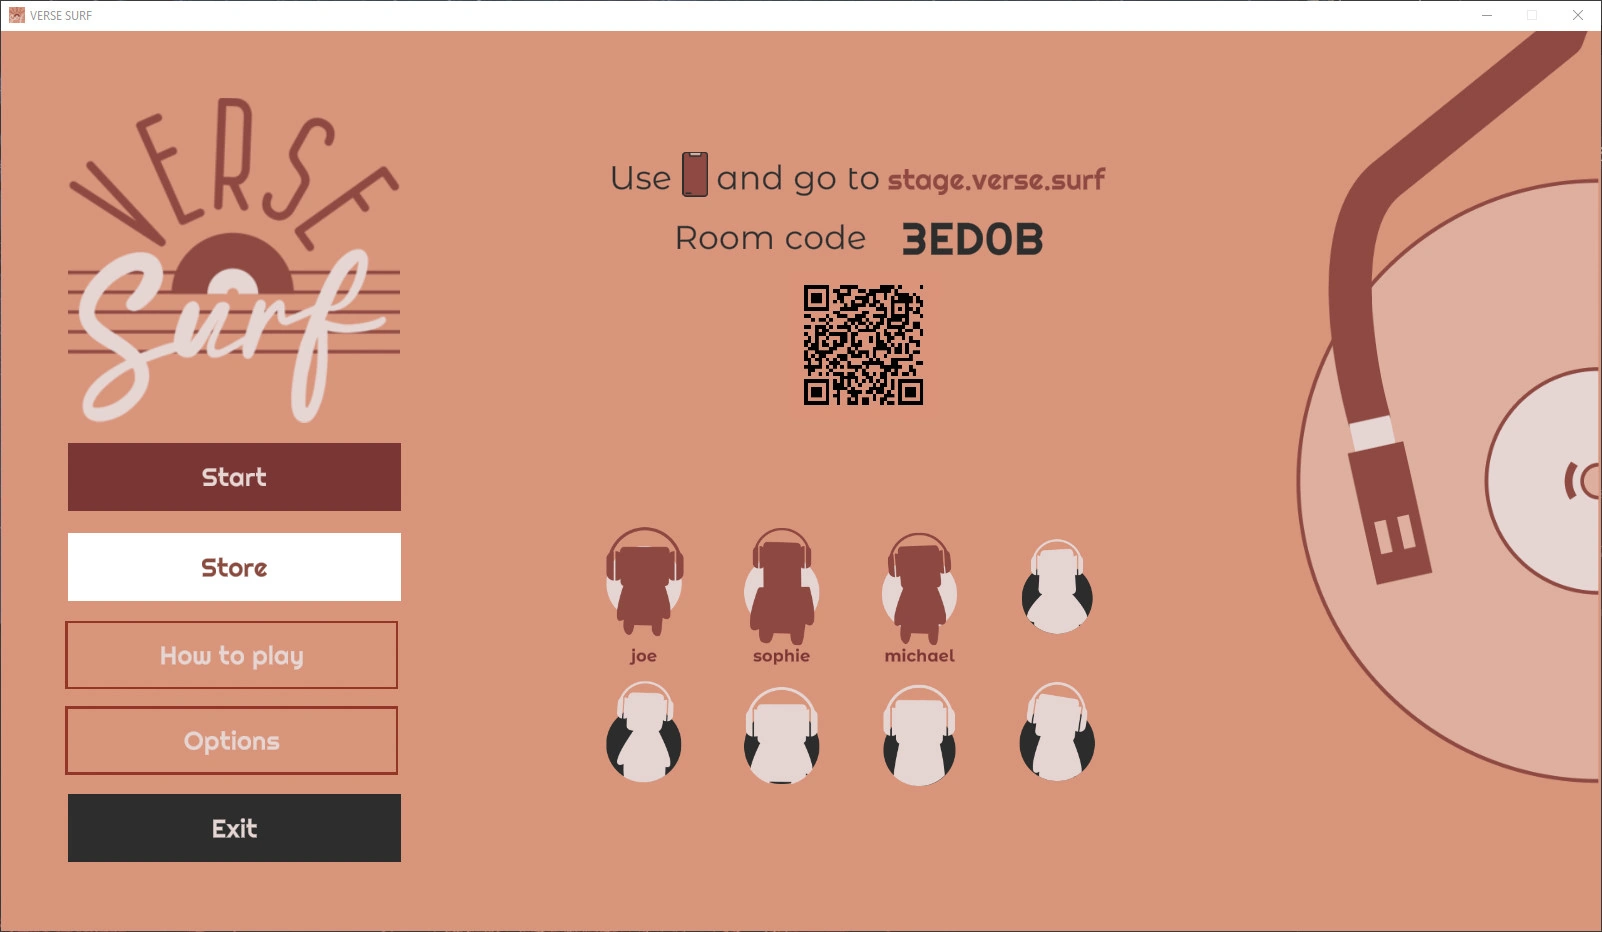 VERSE SURF
VERSE
Surf
Use and go to stage.verse.surf
Room code 3ED0B
Start
Store
How to play
Options
Exit
joe
sophie
michael